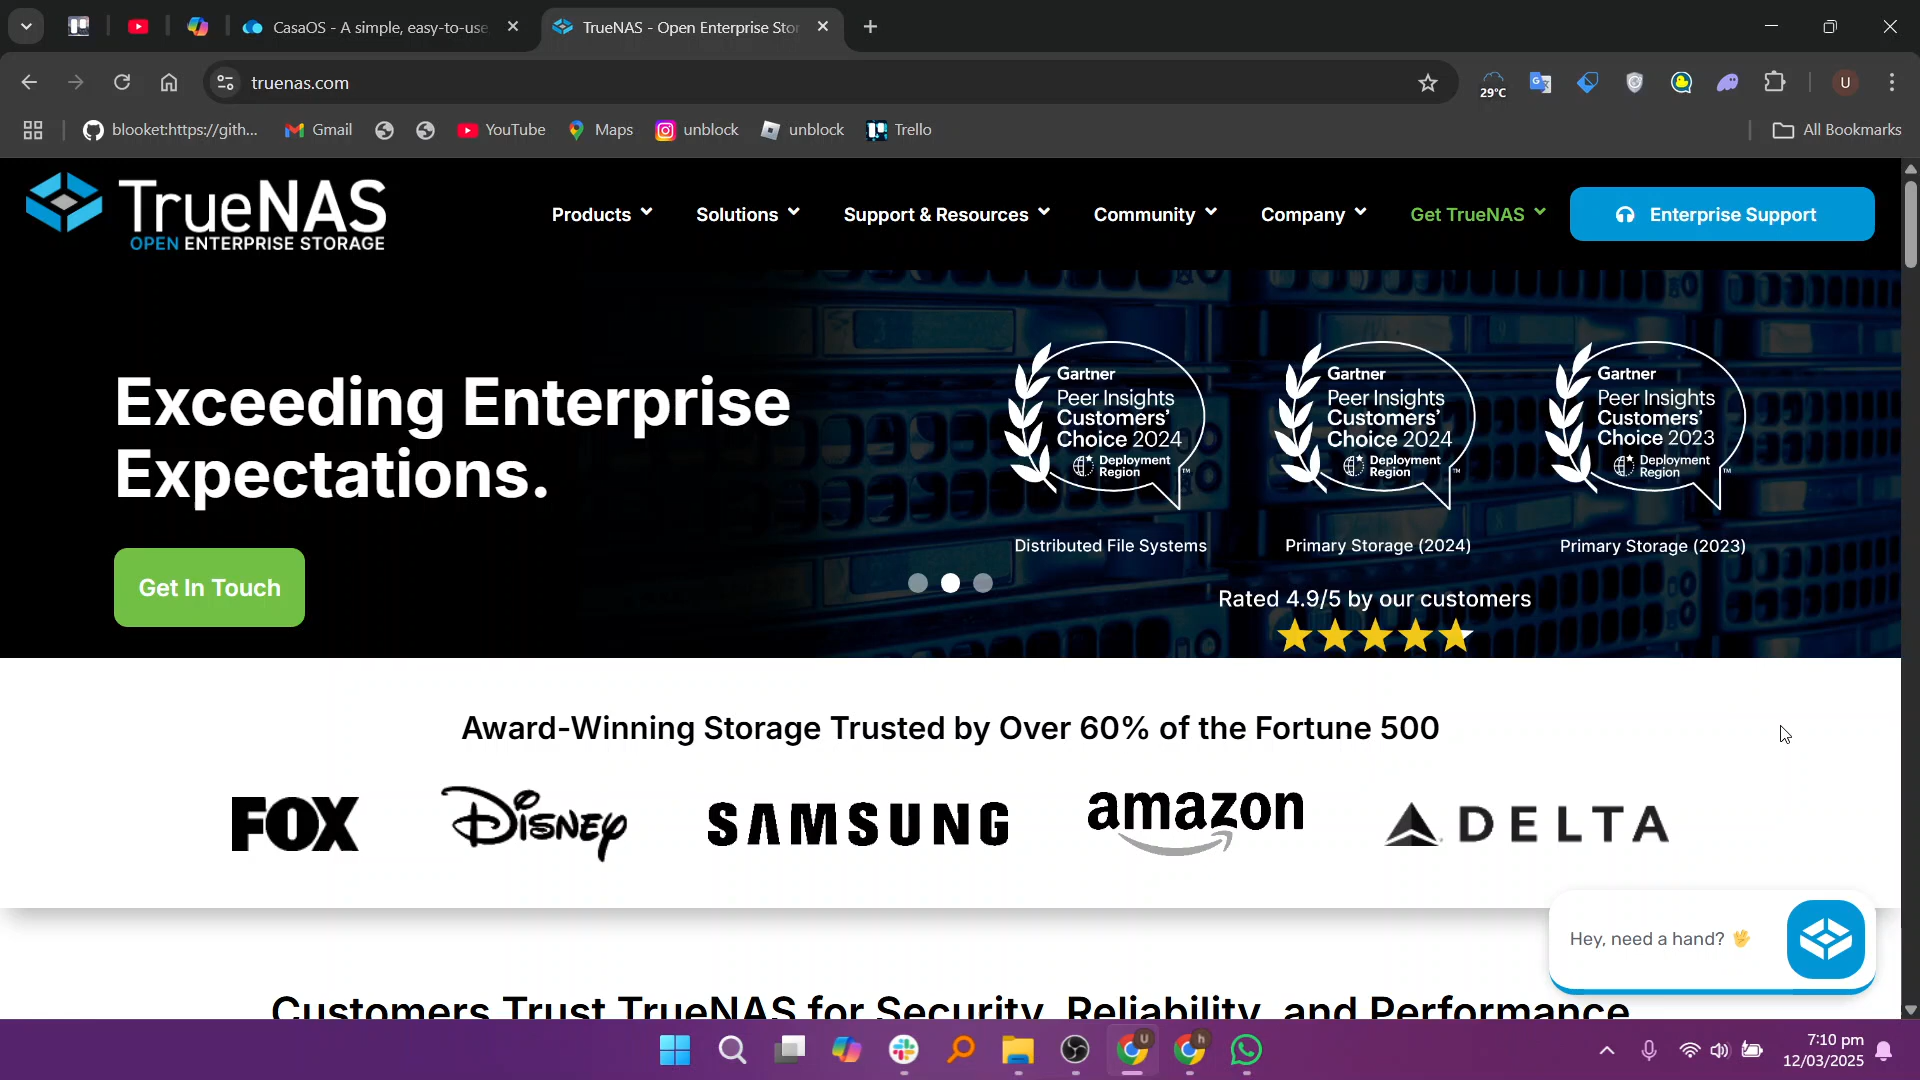 CasaOS - A simple, easy-to-use
TrueNAS - Open Enterprise Stor
truenas.com
29°C
U
blooket:https://gith...
Gmail
YouTube
Maps
unblock
unblock
Trello
All Bookmarks
TrueNAS
OPEN ENTERPRISE STORAGE
Products
Solutions
Support & Resources
Community
Company
Get TrueNAS
Enterprise Support
Exceeding Enterprise
Expectations.
Get In Touch
Gartner
Peer Insights
Customers'
Choice 2024
Deployment
Region
™
Distributed File Systems
Gartner
Peer Insights
Customers'
Choice 2024
Deployment
Region
™
Primary Storage (2024)
Gartner
Peer Insights
Customers'
Choice 2023
Deployment
Region
™
Primary Storage (2023)
Rated 4.9/5 by our customers
Award-Winning Storage Trusted by Over 60% of the Fortune 500
FOX
Disney
SAMSUNG
amazon
DELTA
Hey, need a hand? 🖖
Customers Trust TrueNAS for Security, Reliability, and Performance
U
h
7:10 pm
12/03/2025